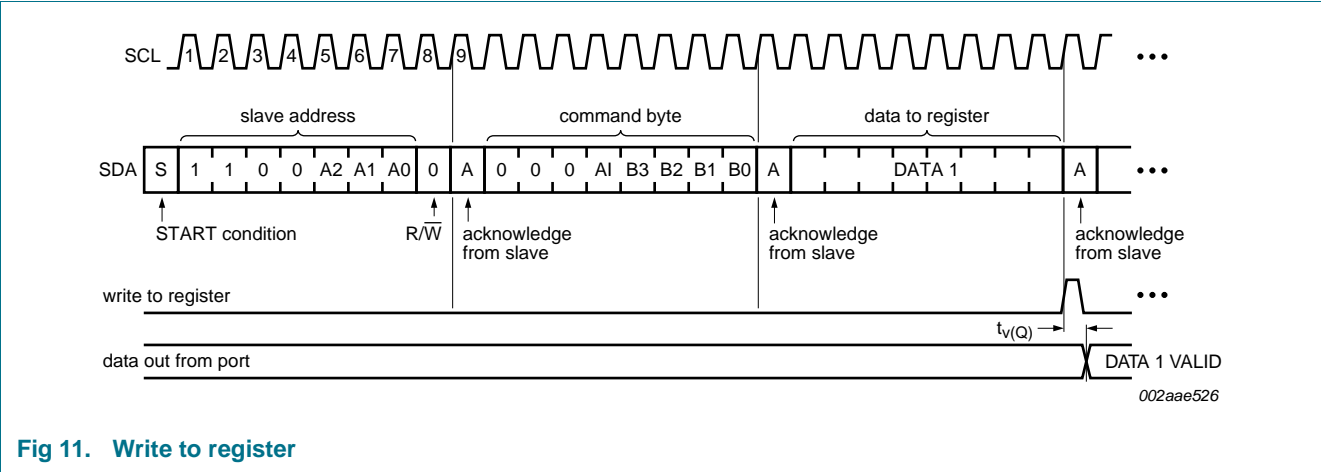 SCL 1 2 3 4 5 6 7 8 9 •••
slave address command byte data to register
SDA S 1 1 0 0 A2 A1 A0 0 A 0 0 0 AI B3 B2 B1 B0 A DATA 1 A •••
START condition R/W̅ acknowledge from slave acknowledge from slave acknowledge from slave
write to register •••
tv(Q)
data out from port DATA 1 VALID
002aae526
Fig 11. Write to register